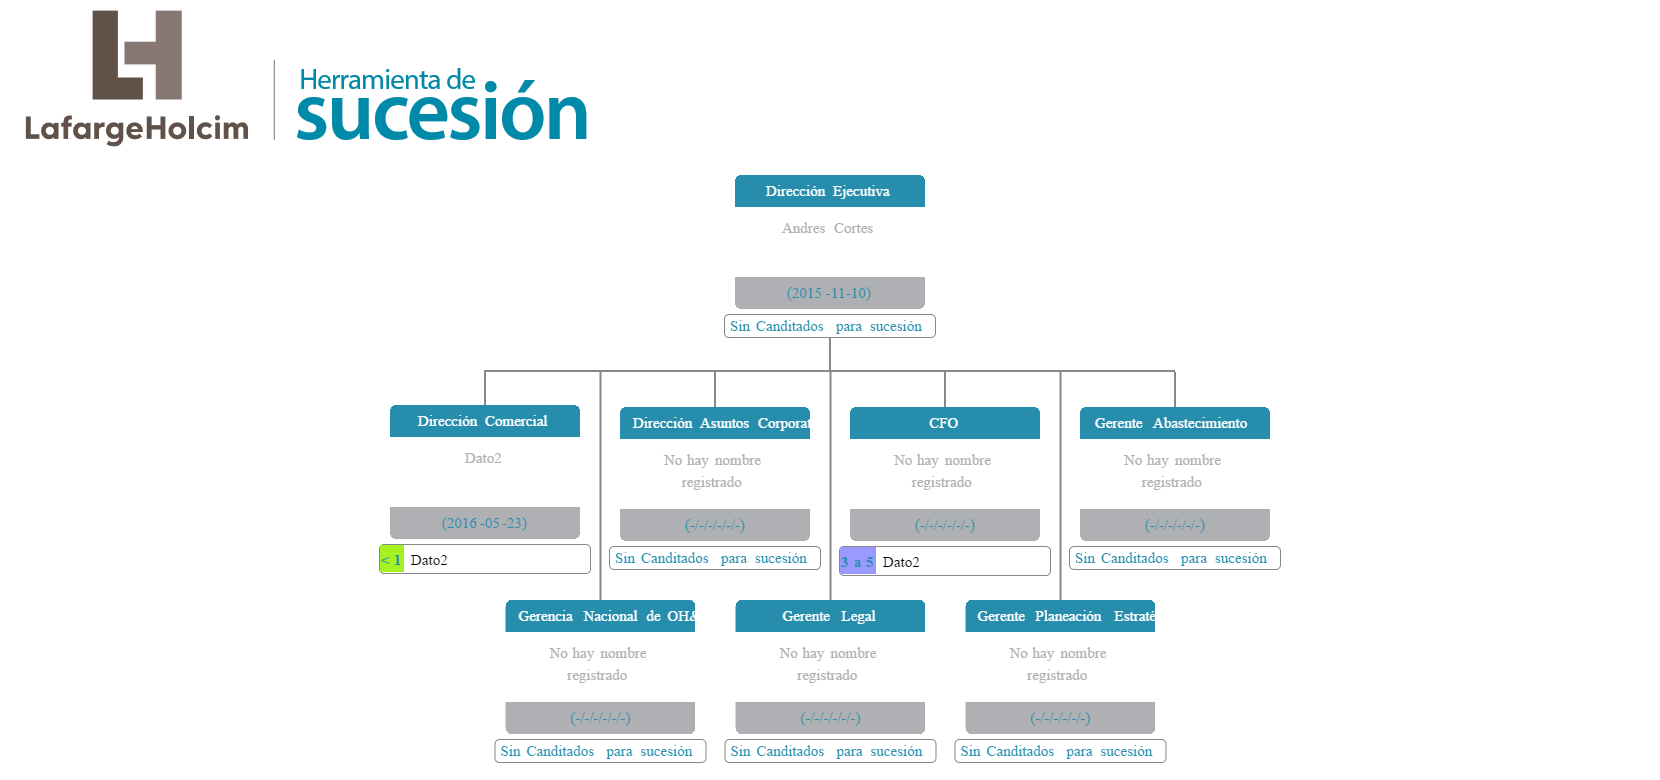 LafargeHolcim
Herramienta de
sucesión
Dirección Ejecutiva
Andres Cortes
(2015 -11-10)
Sin Canditados para sucesión
Dirección Comercial
Dato2
(2016 -05 -23)
< 1 Dato2
Dirección Asuntos Corporat
No hay nombre
registrado
(-/-/-/-/-/-)
Sin Canditados para sucesión
CFO
No hay nombre
registrado
(-/-/-/-/-/-)
3 a 5 Dato2
Gerente Abastecimiento
No hay nombre
registrado
(-/-/-/-/-/-)
Sin Canditados para sucesión
Gerencia Nacional de OH&
No hay nombre
registrado
(-/-/-/-/-/-)
Sin Canditados para sucesión
Gerente Legal
No hay nombre
registrado
(-/-/-/-/-/-)
Sin Canditados para sucesión
Gerente Planeación Estraté
No hay nombre
registrado
(-/-/-/-/-/-)
Sin Canditados para sucesión